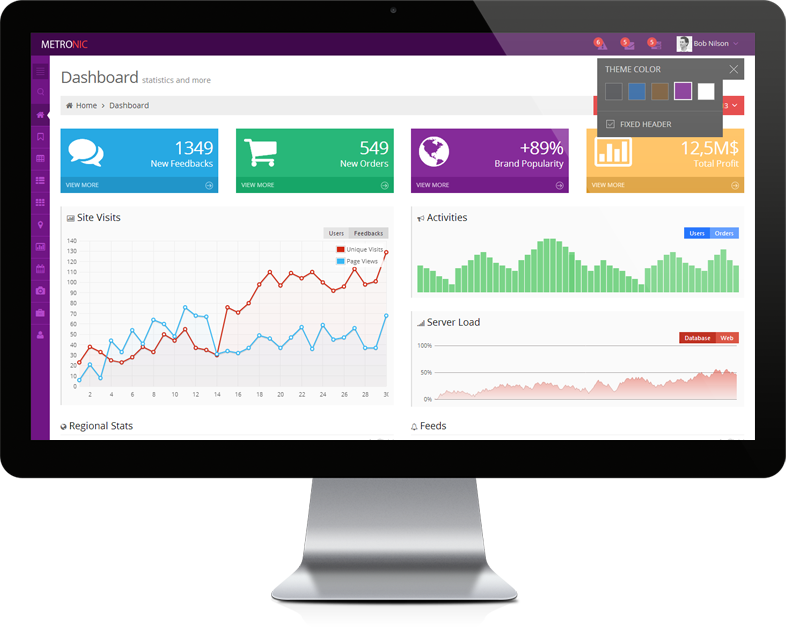 METRONIC
6
5
5
Bob Nilson
Dashboard statistics and more
THEME COLOR
Home > Dashboard
3
FIXED HEADER
1349
New Feedbacks
VIEW MORE
549
New Orders
VIEW MORE
+89%
Brand Popularity
VIEW MORE
12,5M$
Total Profit
VIEW MORE
Site Visits
Users Feedbacks
Unique Visits
Page Views
140
130
120
110
100
90
80
70
60
50
40
30
20
10
0
2 4 6 8 10 12 14 16 18 20 22 24 26 28 30
Activities
Users Orders
Server Load
Database Web
100%
50%
0%
Regional Stats
Feeds